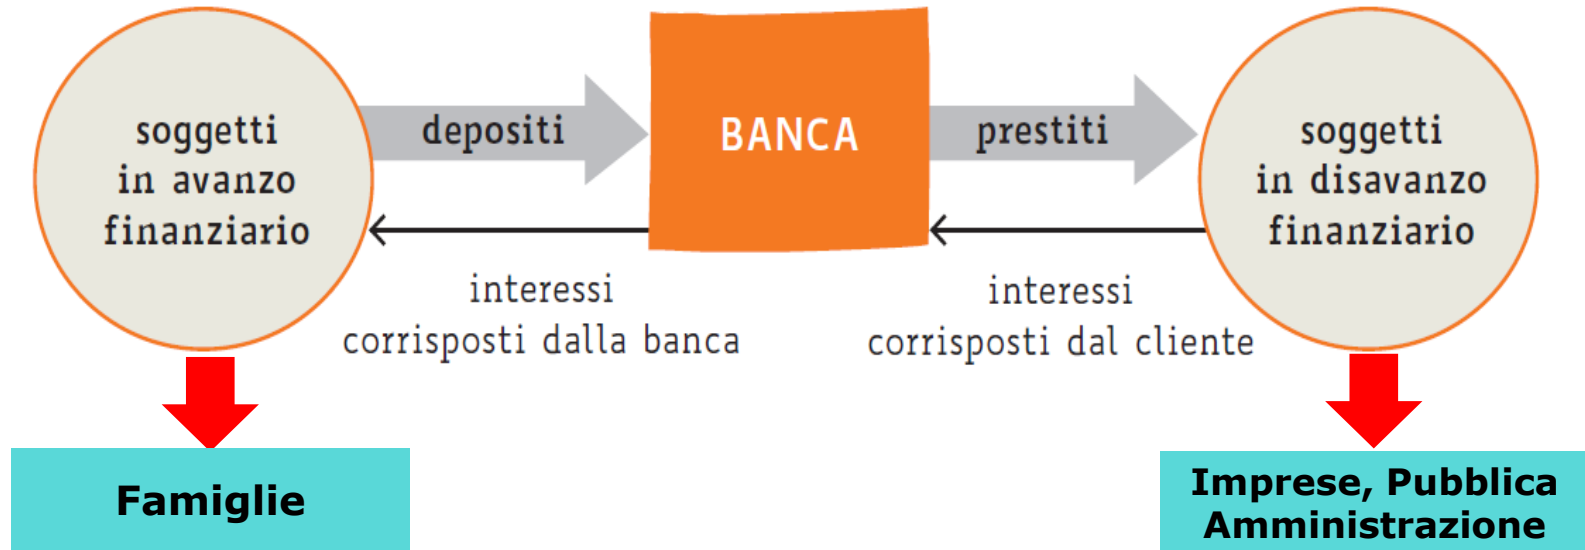 soggetti
in avanzo
finanziario
depositi
BANCA
prestiti
soggetti
in disavanzo
finanziario
interessi
corrisposti dalla banca
interessi
corrisposti dal cliente
Famiglie
Imprese, Pubblica
Amministrazione